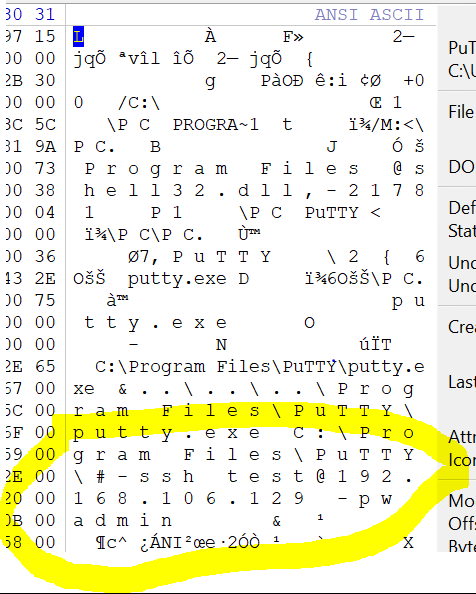 30 31 ANSI ASCII
97 15 L À F» 2—
00 00 jqÕ ªvîl îÕ 2— jqÕ {
2B 30 g PàOÐ ê:i ¢Ø +0
00 00 0 /C:\ Œ 1
3C 5C \P C PROGRA~1 t ï¾/M:<\
81 9A P C. B J Ó š
00 73 P r o g r a m F i l e s @ s
00 38 h e l l 3 2 . d l l , - 2 1 7 8
00 04 1 P 1 \P C PuTTY <
00 00 ï¾\P C\P C. Ù™
00 36 Ø7, P u T T Y \ 2 { 6
43 2E OšŠ putty.exe D ï¾6OšŠ\P C.
00 75 à™ p u
00 00 t t y . e x e O
00 00 - N úÏT
2E 65 C:\Program Files\PuTTY\putty.e
67 00 xe & . . \ . . \ . . \ P r o g
5C 00 r a m F i l e s \ P u T T Y \
6F 00 p u t t y . e x e C : \ P r o
69 00 g r a m F i l e s \ P u T T Y
2E 00 \ # - s s h t e s t @ 1 9 2 .
20 00 1 6 8 . 1 0 6 . 1 2 9 - p w
0B 00 a d m i n & ¹
58 00 ¶c^ ¿ÁNI²œe·2ÓÒ ¹ ` X
PuT
C:\U
File
DO
Def
Stat
Und
Und
Crea
Last
Attr
Icon
Mo
Offs
Byte